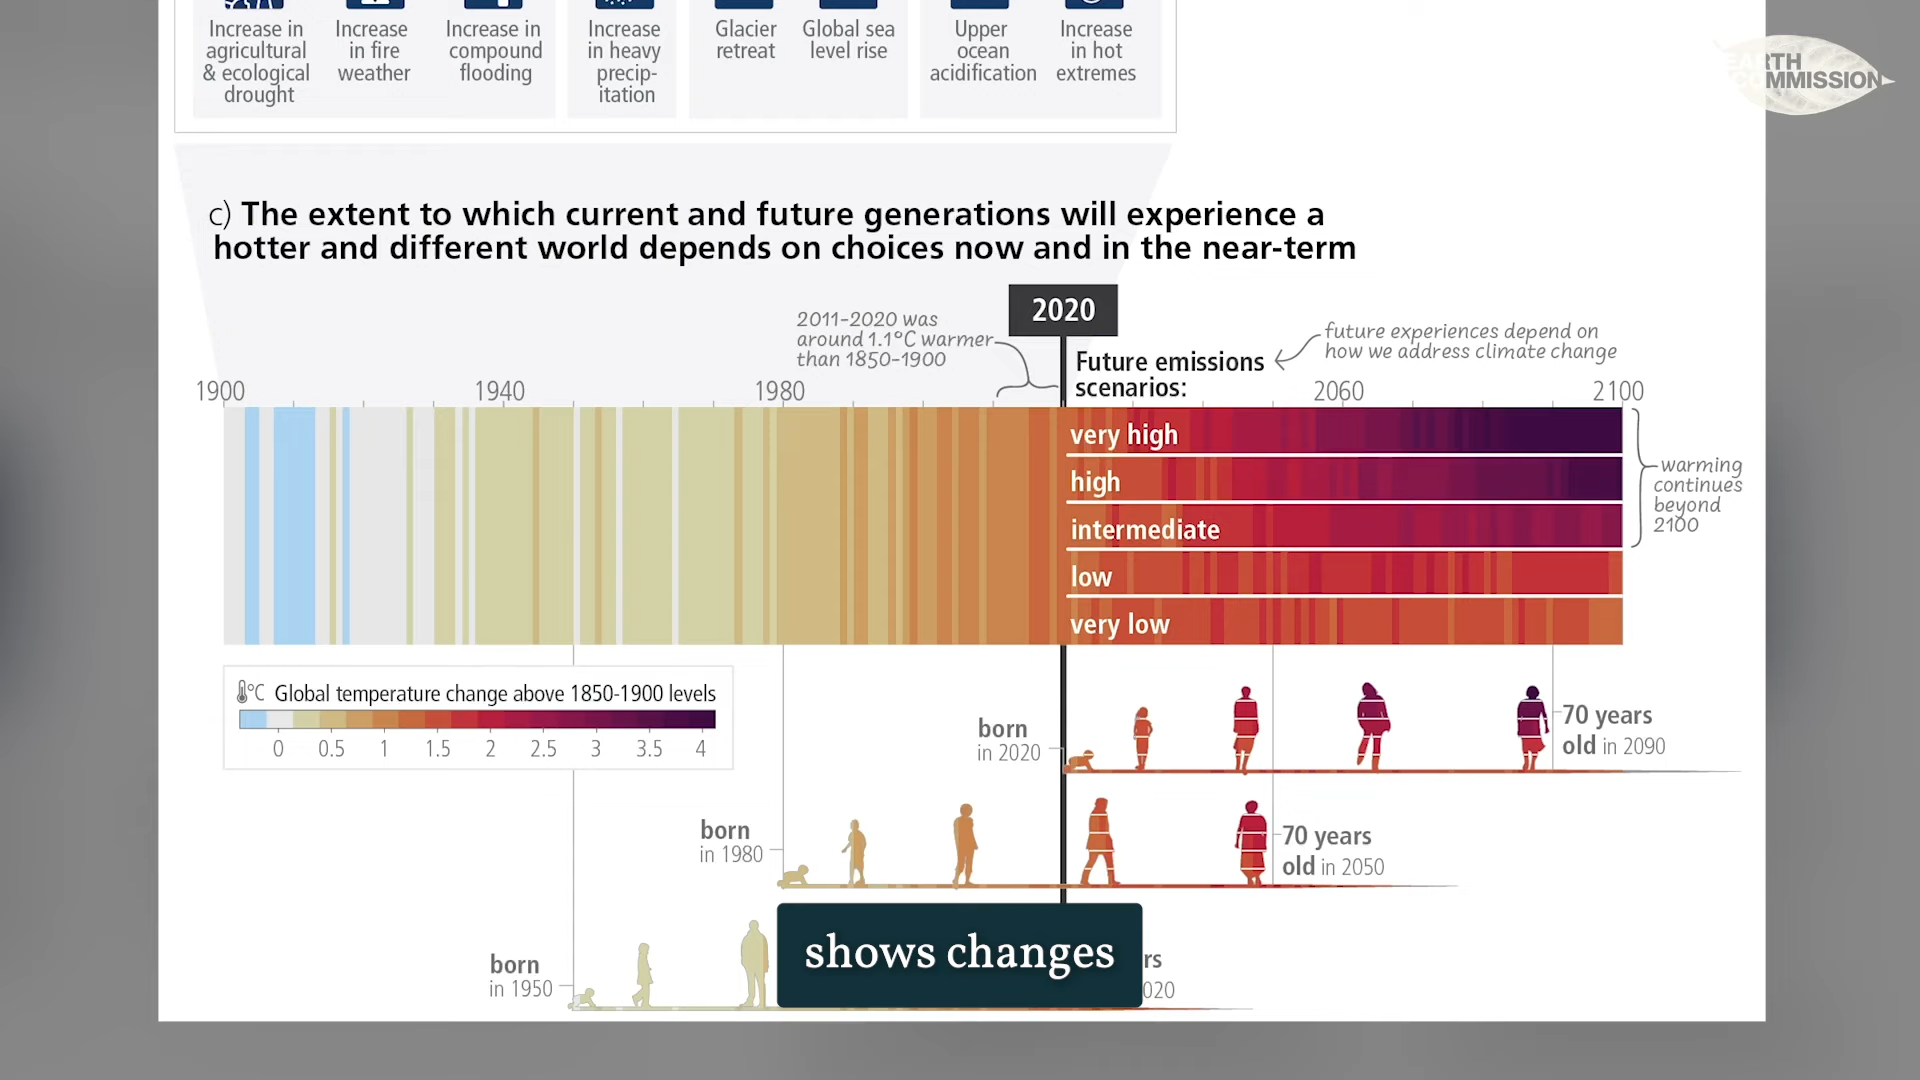 Increase in
agricultural
& ecological
drought
Increase
in fire
weather
Increase in
compound
flooding
Increase
in heavy
precip-
itation
Glacier
retreat
Global sea
level rise
Upper
ocean
acidification
Increase
in hot
extremes
EARTH
COMMISSION
c) The extent to which current and future generations will experience a
hotter and different world depends on choices now and in the near-term
2020
2011-2020 was
around 1.1°C warmer
than 1850-1900
Future emissions
scenarios:
future experiences depend on
how we address climate change
1900 1940 1980 2060 2100
very high
high
intermediate
low
very low
warming
continues
beyond
2100
°C Global temperature change above 1850-1900 levels
0 0.5 1 1.5 2 2.5 3 3.5 4
born
in 2020
70 years
old in 2090
born
in 1980
70 years
old in 2050
born
in 1950
shows changes
rs
020